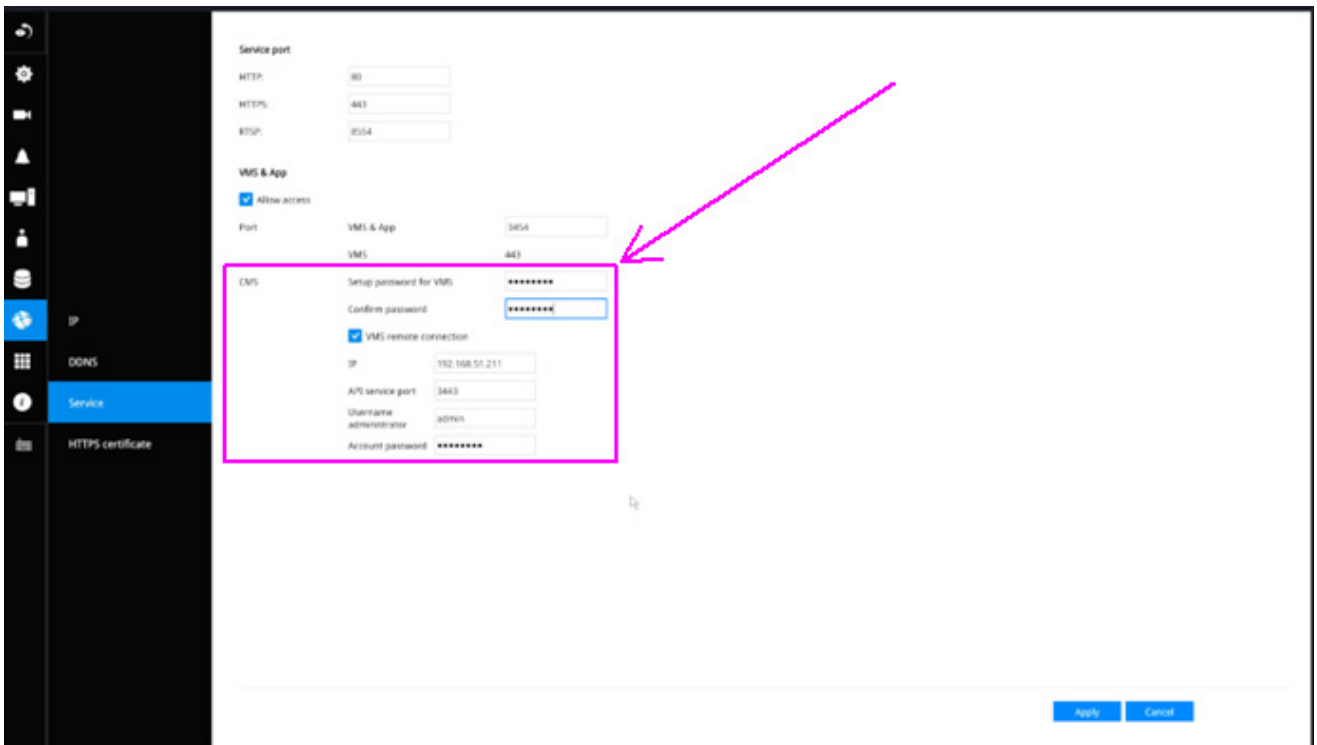 Service port
HTTP: 80
HTTPS: 443
RTSP: 8554
VMS & App
Allow access
Port VMS & App 3454
VMS 443
CMS Setup password for VMS ••••••••
Confirm password ••••••••
VMS remote connection
IP 192.168.51.211
API service port 3443
Username
administrator admin
Account password ••••••••
IP
DDNS
Service
HTTPS certificate
Apply Cancel